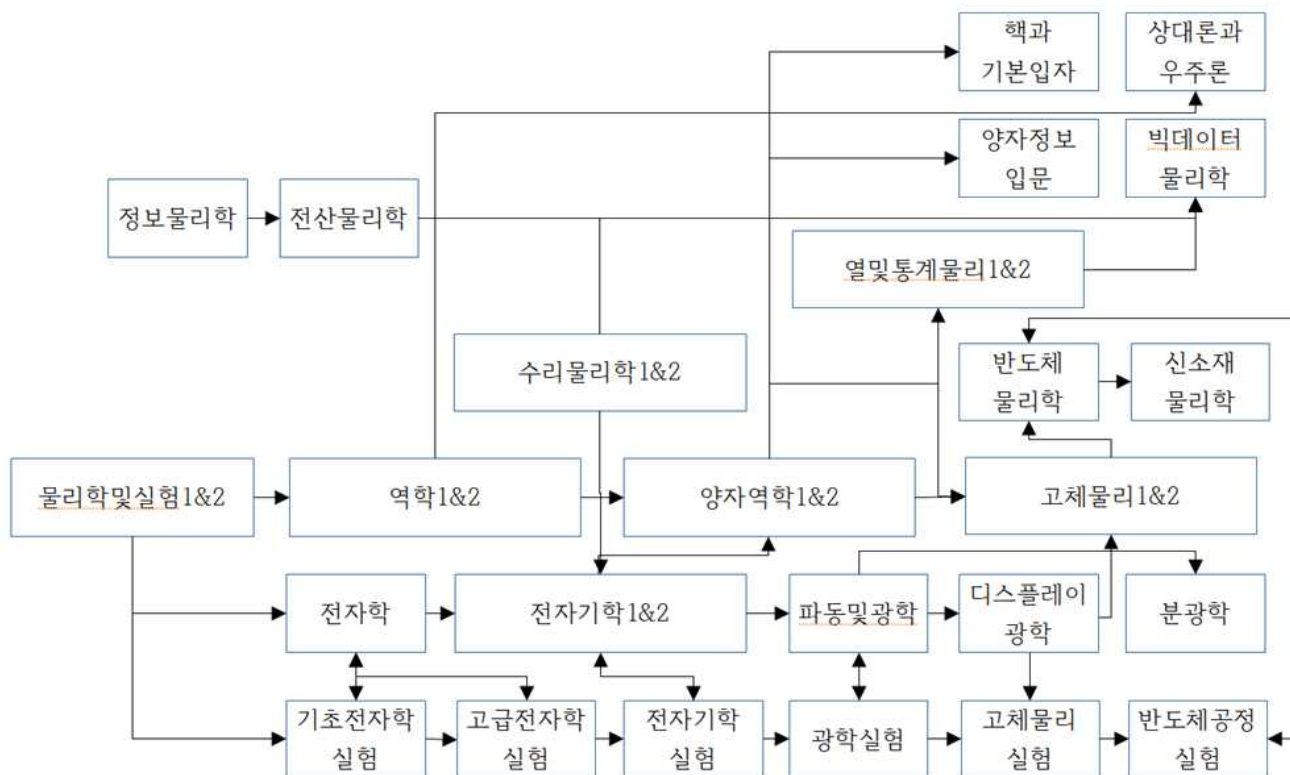 핵과
기본입자
상대론과
우주론
양자정보
입문
빅데이터
물리학
정보물리학
전산물리학
열및통계물리1&2
수리물리학1&2
반도체
물리학
신소재
물리학
물리학및실험1&2
역학1&2
양자역학1&2
고체물리1&2
전자학
전자기학1&2
파동및광학
디스플레이
광학
분광학
기초전자학
실험
고급전자학
실험
전자기학
실험
광학실험
고체물리
실험
반도체공정
실험